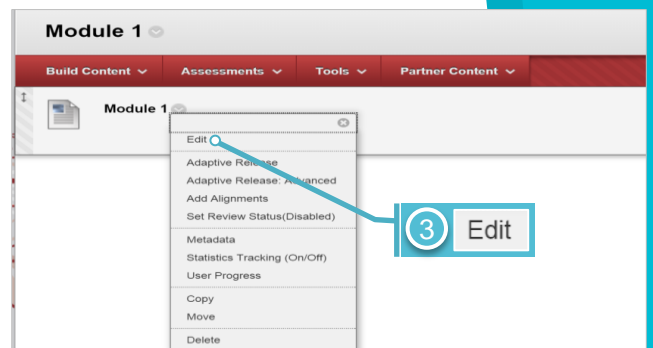 Module 1
Build Content Assessments Tools Partner Content
Module 1
Edit
Adaptive Release
Adaptive Release: Advanced
Add Alignments
Set Review Status(Disabled)
3 Edit
Metadata
Statistics Tracking (On/Off)
User Progress
Copy
Move
Delete